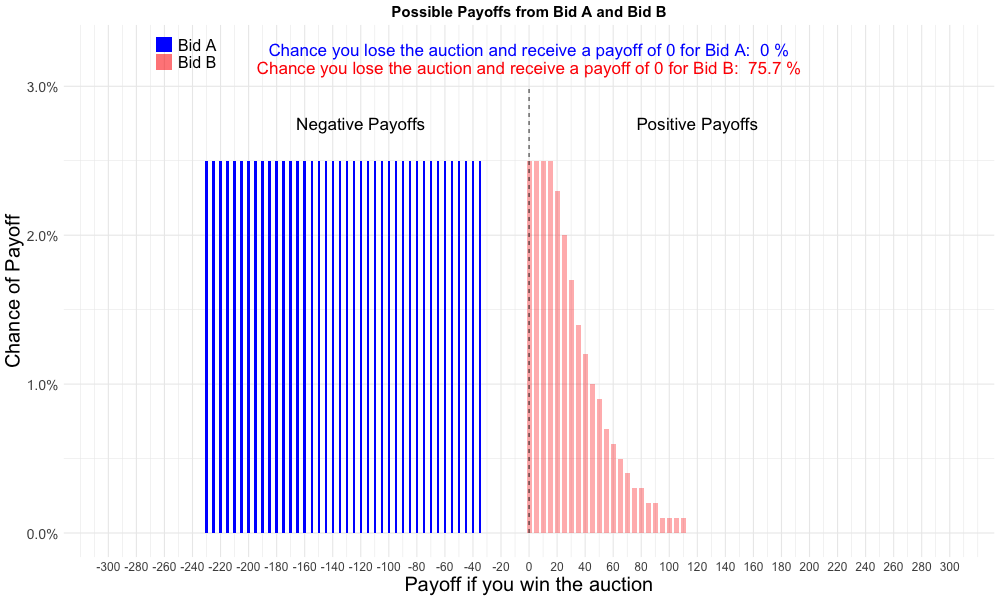 Possible Payoffs from Bid A and Bid B
Bid A
Bid B
Chance you lose the auction and receive a payoff of 0 for Bid A:  0 %
Chance you lose the auction and receive a payoff of 0 for Bid B:  75.7 %
Negative Payoffs
Positive Payoffs
Chance of Payoff
3.0%
2.0%
1.0%
0.0%
-300 -280 -260 -240 -220 -200 -180 -160 -140 -120 -100 -80 -60 -40 -20 0 20 40 60 80 100 120 140 160 180 200 220 240 260 280 300
Payoff if you win the auction